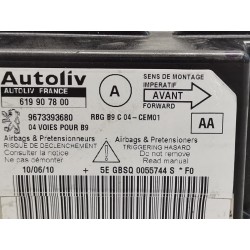 Autoliv
AUTOLIV FRANCE
619 90 78 00
A
SENS DE MONTAGE
IMPERATIF
AVANT
FORWARD
9673393680
RBG B9 C 04-CEM01
04 VOIES POUR B9
AA
Airbags & Pretensionneurs
RISQUE DE DECLENCHEMENT
Consulter la notice
Ne pas démonter
Airbags & Pretensioners
TRIGGERING HAZARD
Do not remove
Read manual
10/06/10 + 5E GBSQ 0055744 S * F0